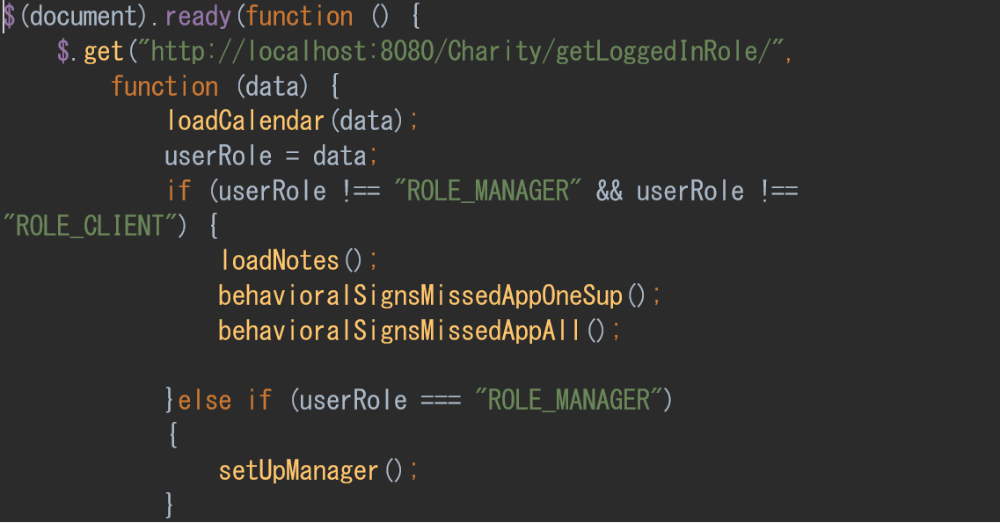 $(document).ready(function () {
    $.get("http://localhost:8080/Charity/getLoggedInRole/",
        function (data) {
            loadCalendar(data);
            userRole = data;
            if (userRole !== "ROLE_MANAGER" && userRole !==
"ROLE_CLIENT") {
                loadNotes();
                behavioralSignsMissedAppOneSup();
                behavioralSignsMissedAppAll();
            }else if (userRole === "ROLE_MANAGER")
            {
                setUpManager();
            }